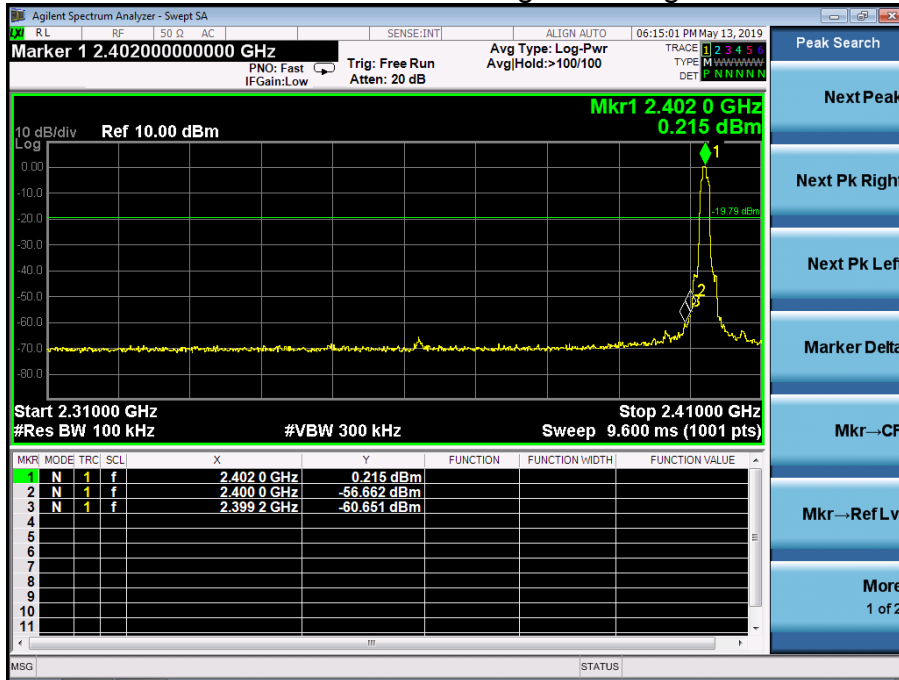 Agilent Spectrum Analyzer - Swept SA
LXI RL RF 50 Ω AC SENSE:INT ALIGN AUTO 06:15:01 PM May 13, 2019
Marker 1 2.402000000000 GHz
PNO: Fast
IFGain:Low
Trig: Free Run
Atten: 20 dB
Avg Type: Log-Pwr
Avg|Hold:>100/100
TRACE 1 2 3 4 5 6
TYPE M W W W W W
DET P N N N N N
Mkr1 2.402 0 GHz
0.215 dBm
10 dB/div Ref 10.00 dBm
Log
1
0.00
-10.0
-19.79 dBm
-20.0
-30.0
-40.0
2
-50.0
3
-60.0
-70.0
-80.0
Start 2.31000 GHz Stop 2.41000 GHz
#Res BW 100 kHz #VBW 300 kHz Sweep 9.600 ms (1001 pts)
MKR MODE TRC SCL X Y FUNCTION FUNCTION WIDTH FUNCTION VALUE
1 N 1 f 2.402 0 GHz 0.215 dBm
2 N 1 f 2.400 0 GHz -56.662 dBm
3 N 1 f 2.399 2 GHz -60.651 dBm
4
5
6
7
8
9
10
11
MSG STATUS
Peak Search
Next Peak
Next Pk Right
Next Pk Left
Marker Delta
Mkr→CF
Mkr→Ref Lv
More
1 of 2